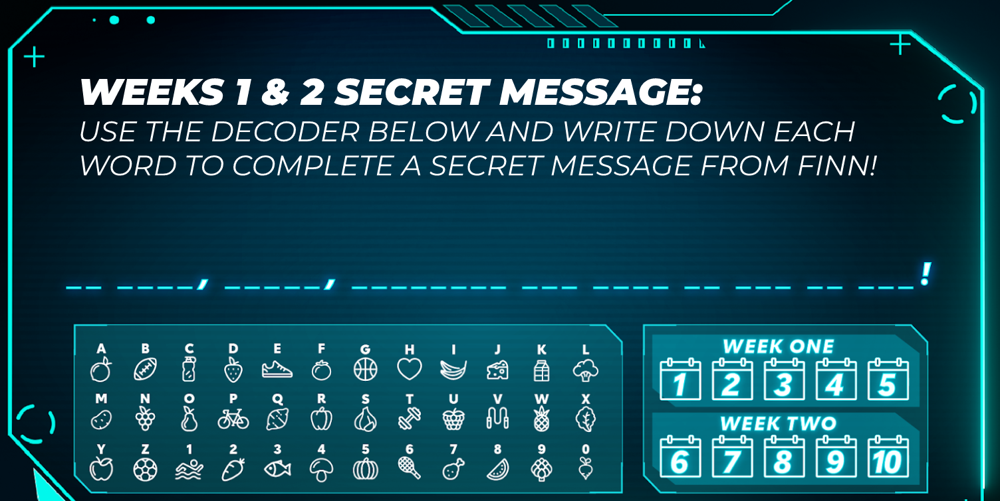 WEEKS 1 & 2 SECRET MESSAGE:
USE THE DECODER BELOW AND WRITE DOWN EACH
WORD TO COMPLETE A SECRET MESSAGE FROM FINN!
__ ____, _____, _________ ___ ____ __ ___ __ ___!
A B C D E F G H I J K L
M N O P Q R S T U V W X
Y Z 1 2 3 4 5 6 7 8 9 0
WEEK ONE
1 2 3 4 5
WEEK TWO
6 7 8 9 10